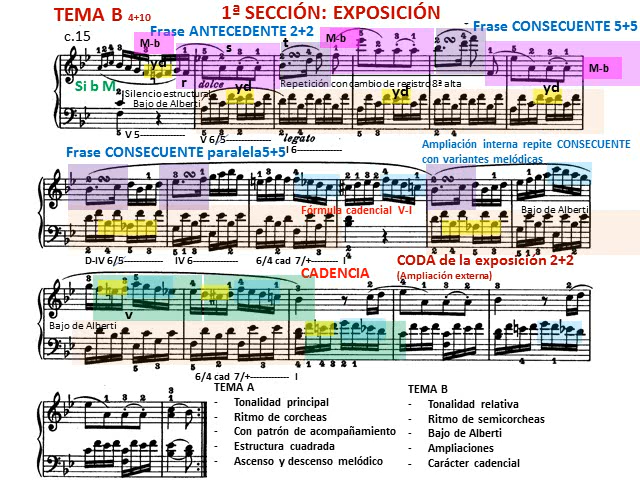 TEMA B 4+10
1ª SECCIÓN: EXPOSICIÓN
c.15
Frase ANTECEDENTE 2+2
Frase CONSECUENTE 5+5
M-b
M-b
M-b
s
t
yd
r
dolce
Repetición con cambio de registro 8ª alta
Si b M
yd
yd
yd
Silencio estructural
Bajo de Alberti
V 5
V 6/5
legato
I 6
Frase CONSECUENTE paralela5+5
Ampliación interna repite CONSECUENTE
con variantes melódicas
Fórmula cadencial V-I
Bajo de Alberti
D-IV 6/5
IV 6
6/4 cad 7/+
I
CODA de la exposición 2+2
(Ampliación externa)
CADENCIA
Bajo de Alberti
v
6/4 cad 7/+
I
TEMA A
- Tonalidad principal
- Ritmo de corcheas
- Con patrón de acompañamiento
- Estructura cuadrada
- Ascenso y descenso melódico
TEMA B
- Tonalidad relativa
- Ritmo de semicorcheas
- Bajo de Alberti
- Ampliaciones
- Carácter cadencial